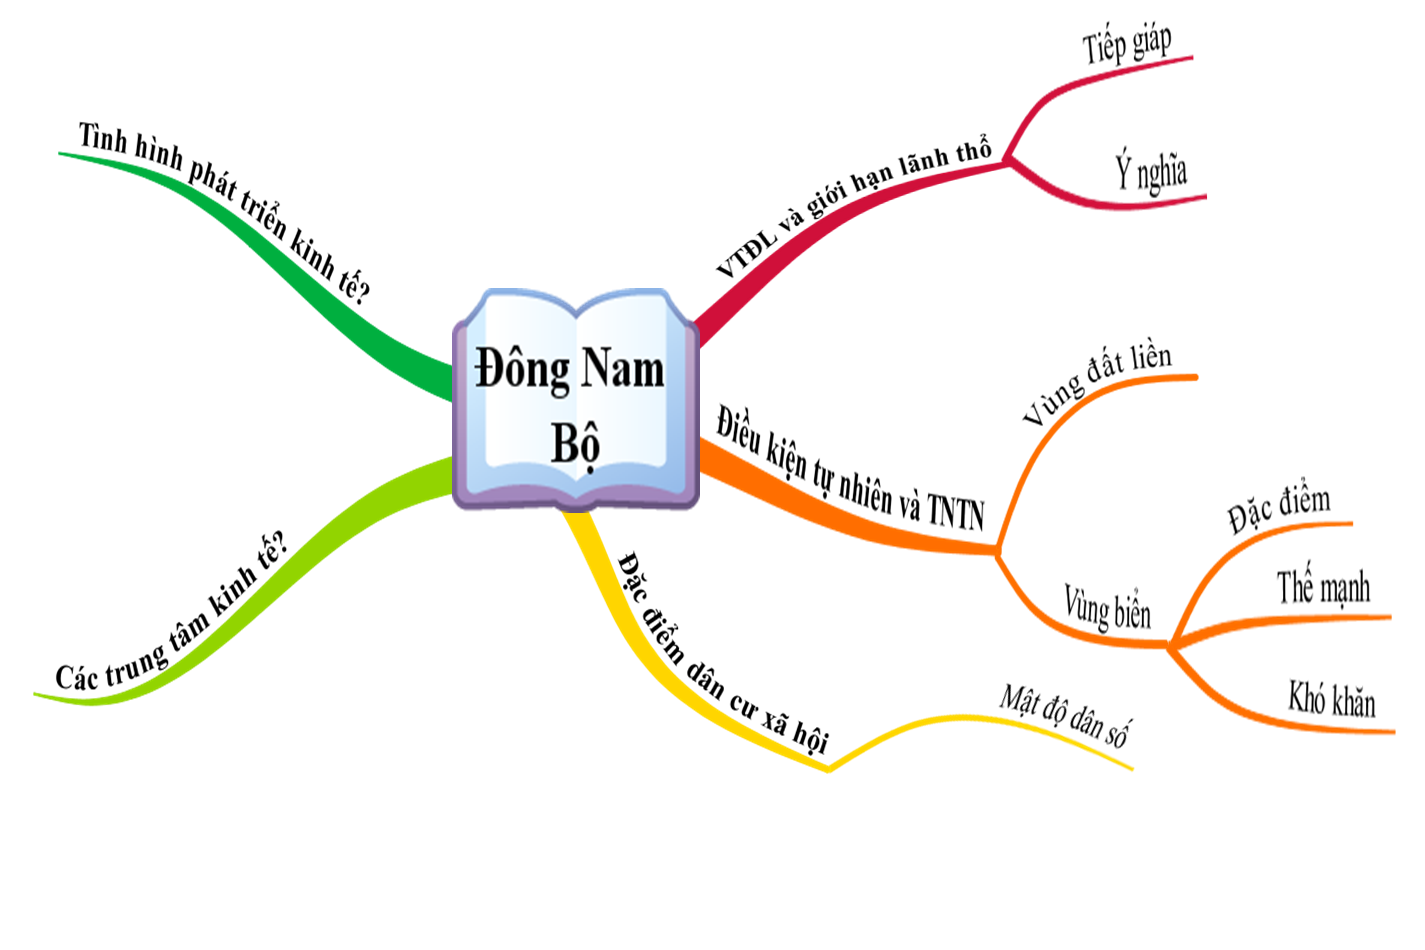 Đông Nam
Bộ
VTĐL và giới hạn lãnh thổ
Tiếp giáp
Ý nghĩa
Điều kiện tự nhiên và TNTN
Vùng đất liền
Vùng biển
Đặc điểm
Thế mạnh
Khó khăn
Đặc điểm dân cư xã hội
Mật độ dân số
Các trung tâm kinh tế?
Tình hình phát triển kinh tế?